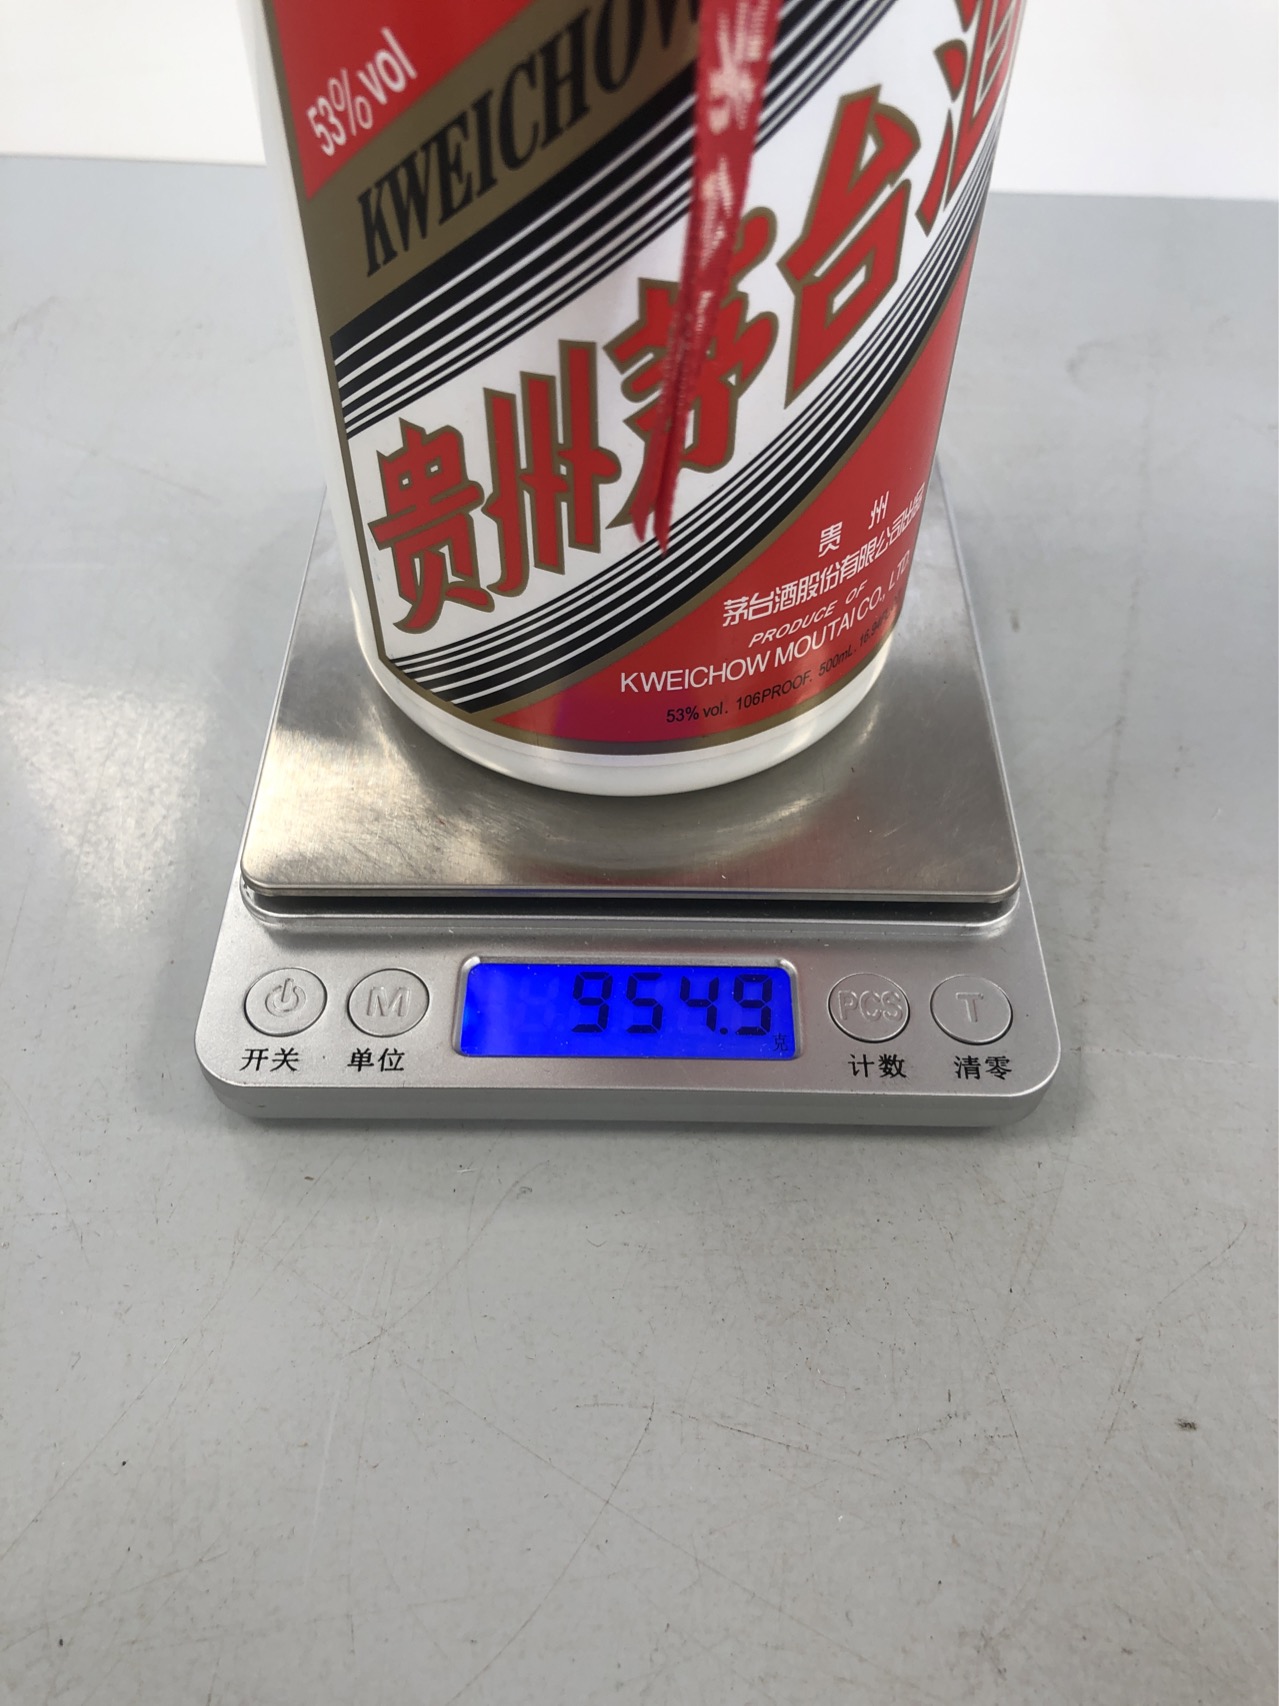 53%vol
KWEICHOW
贵州茅台酒
贵州
茅台酒股份有限公司出品
PRODUCE OF
KWEICHOW MOUTAI CO., LTD.
53% vol. 106PROOF. 500mL.
954.9
克
M
PCS
T
开关
单位
计数
清零